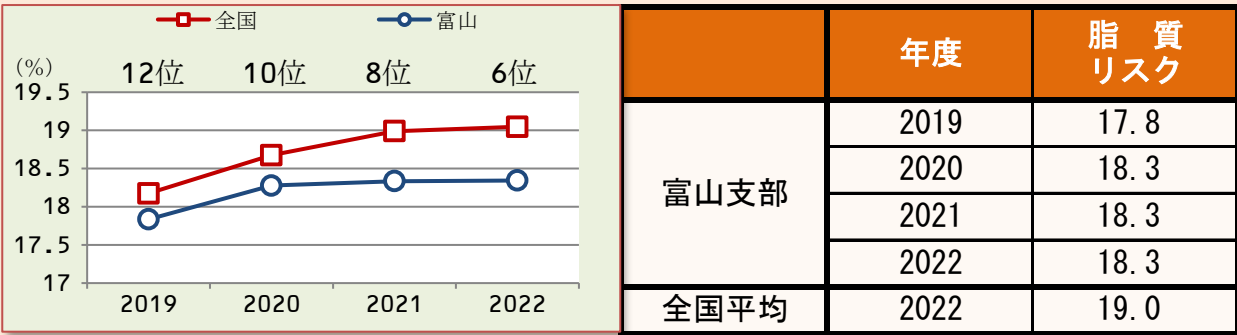 全国 富山
(%) 12位 10位 8位 6位
19.5
19
18.5
18
17.5
17
2019 2020 2021 2022
年度 脂　質
リスク
富山支部 2019 17.8
2020 18.3
2021 18.3
2022 18.3
全国平均 2022 19.0